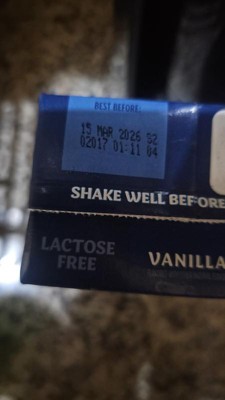 BEST BEFORE:
15 MAR 2026 S2
02017 01:11 04
SHAKE WELL BEFORE
LACTOSE
FREE
VANILLA